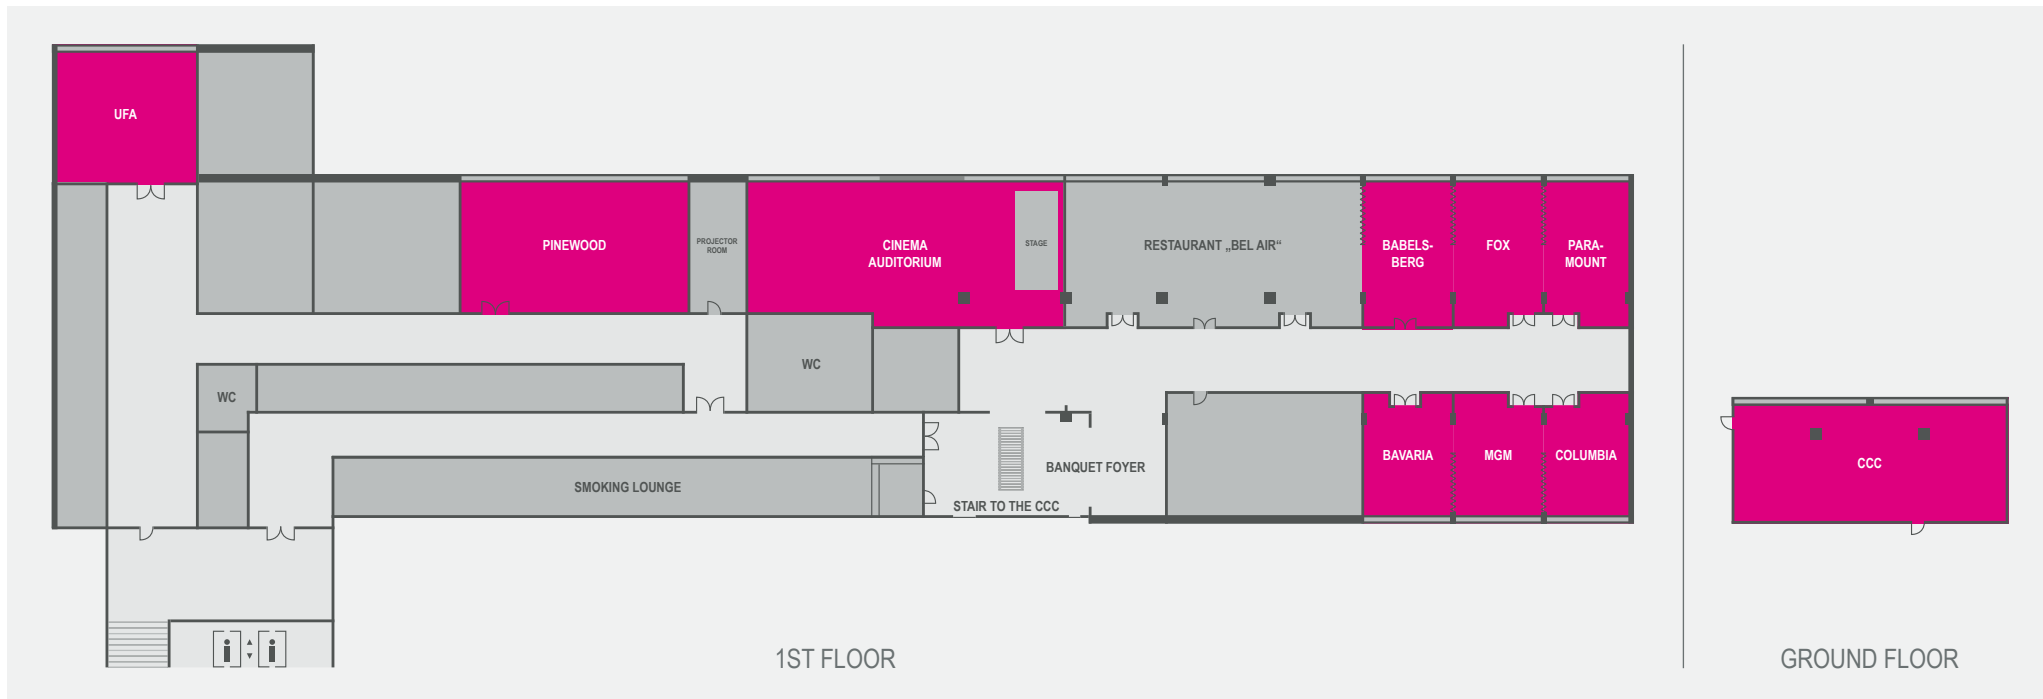 UFA
PINEWOOD
PROJECTOR
ROOM
CINEMA
AUDITORIUM
STAGE
RESTAURANT „BEL AIR“
BABELS-
BERG
FOX
PARA-
MOUNT
WC
WC
SMOKING LOUNGE
BANQUET FOYER
STAIR TO THE CCC
BAVARIA
MGM
COLUMBIA
CCC
1ST FLOOR
GROUND FLOOR